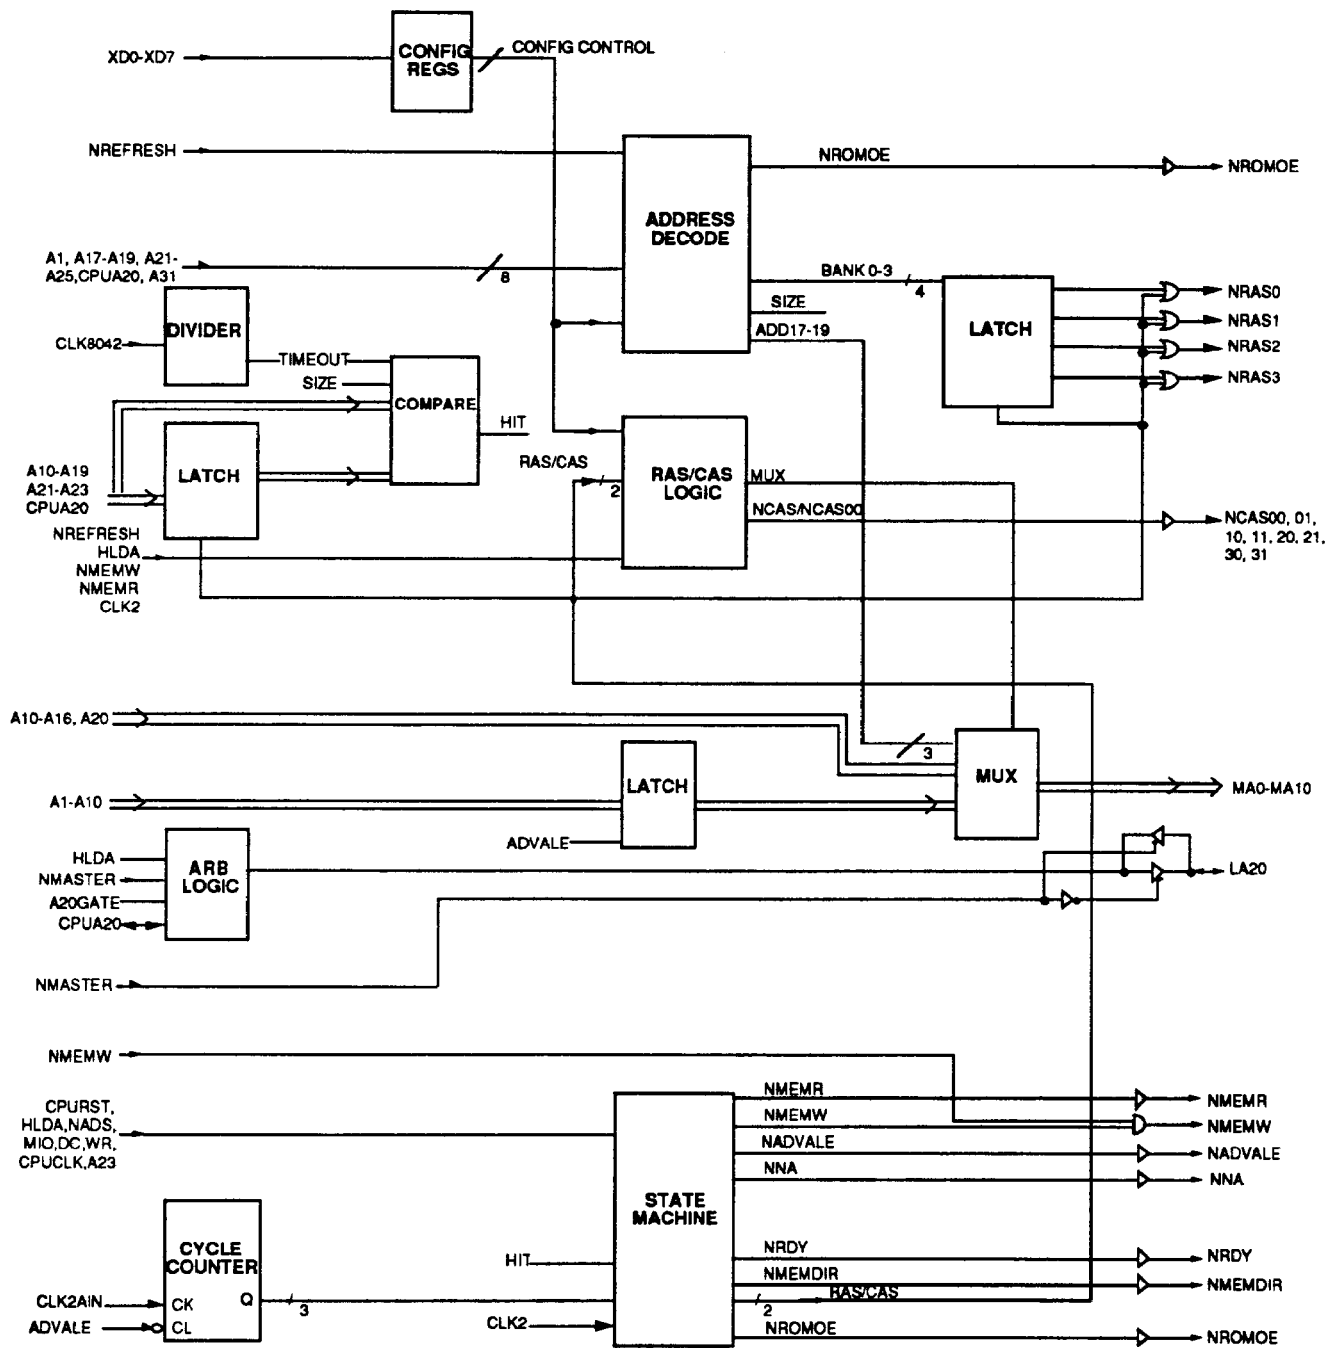 XD0-XD7
CONFIG
REGS
CONFIG CONTROL
NREFRESH
ADDRESS
DECODE
NROMOE
NROMOE
A1, A17-A19, A21-
A25,CPUA20, A31
8
BANK 0-3
4
SIZE
ADD17-19
LATCH
NRAS0
NRAS1
NRAS2
NRAS3
DIVIDER
CLK8042
TIMEOUT
SIZE
COMPARE
HIT
A10-A19
A21-A23
CPUA20
LATCH
RAS/CAS
2
RAS/CAS
LOGIC
MUX
NCAS/NCAS00
NCAS00, 01,
10, 11, 20, 21,
30, 31
NREFRESH
HLDA
NMEMW
NMEMR
CLK2
A10-A16, A20
3
MUX
MA0-MA10
A1-A10
LATCH
ADVALE
HLDA
NMASTER
A20GATE
CPUA20
ARB
LOGIC
LA20
NMASTER
NMEMW
CPURST,
HLDA,NADS,
MIO,DC,WR,
CPUCLK,A23
STATE
MACHINE
NMEMR
NMEMR
NMEMW
NMEMW
NADVALE
NADVALE
NNA
NNA
CYCLE
COUNTER
CK
Q
CL
CLK2AIN
ADVALE
3
HIT
CLK2
NRDY
NRDY
NMEMDIR
NMEMDIR
RAS/CAS
2
NROMOE
NROMOE